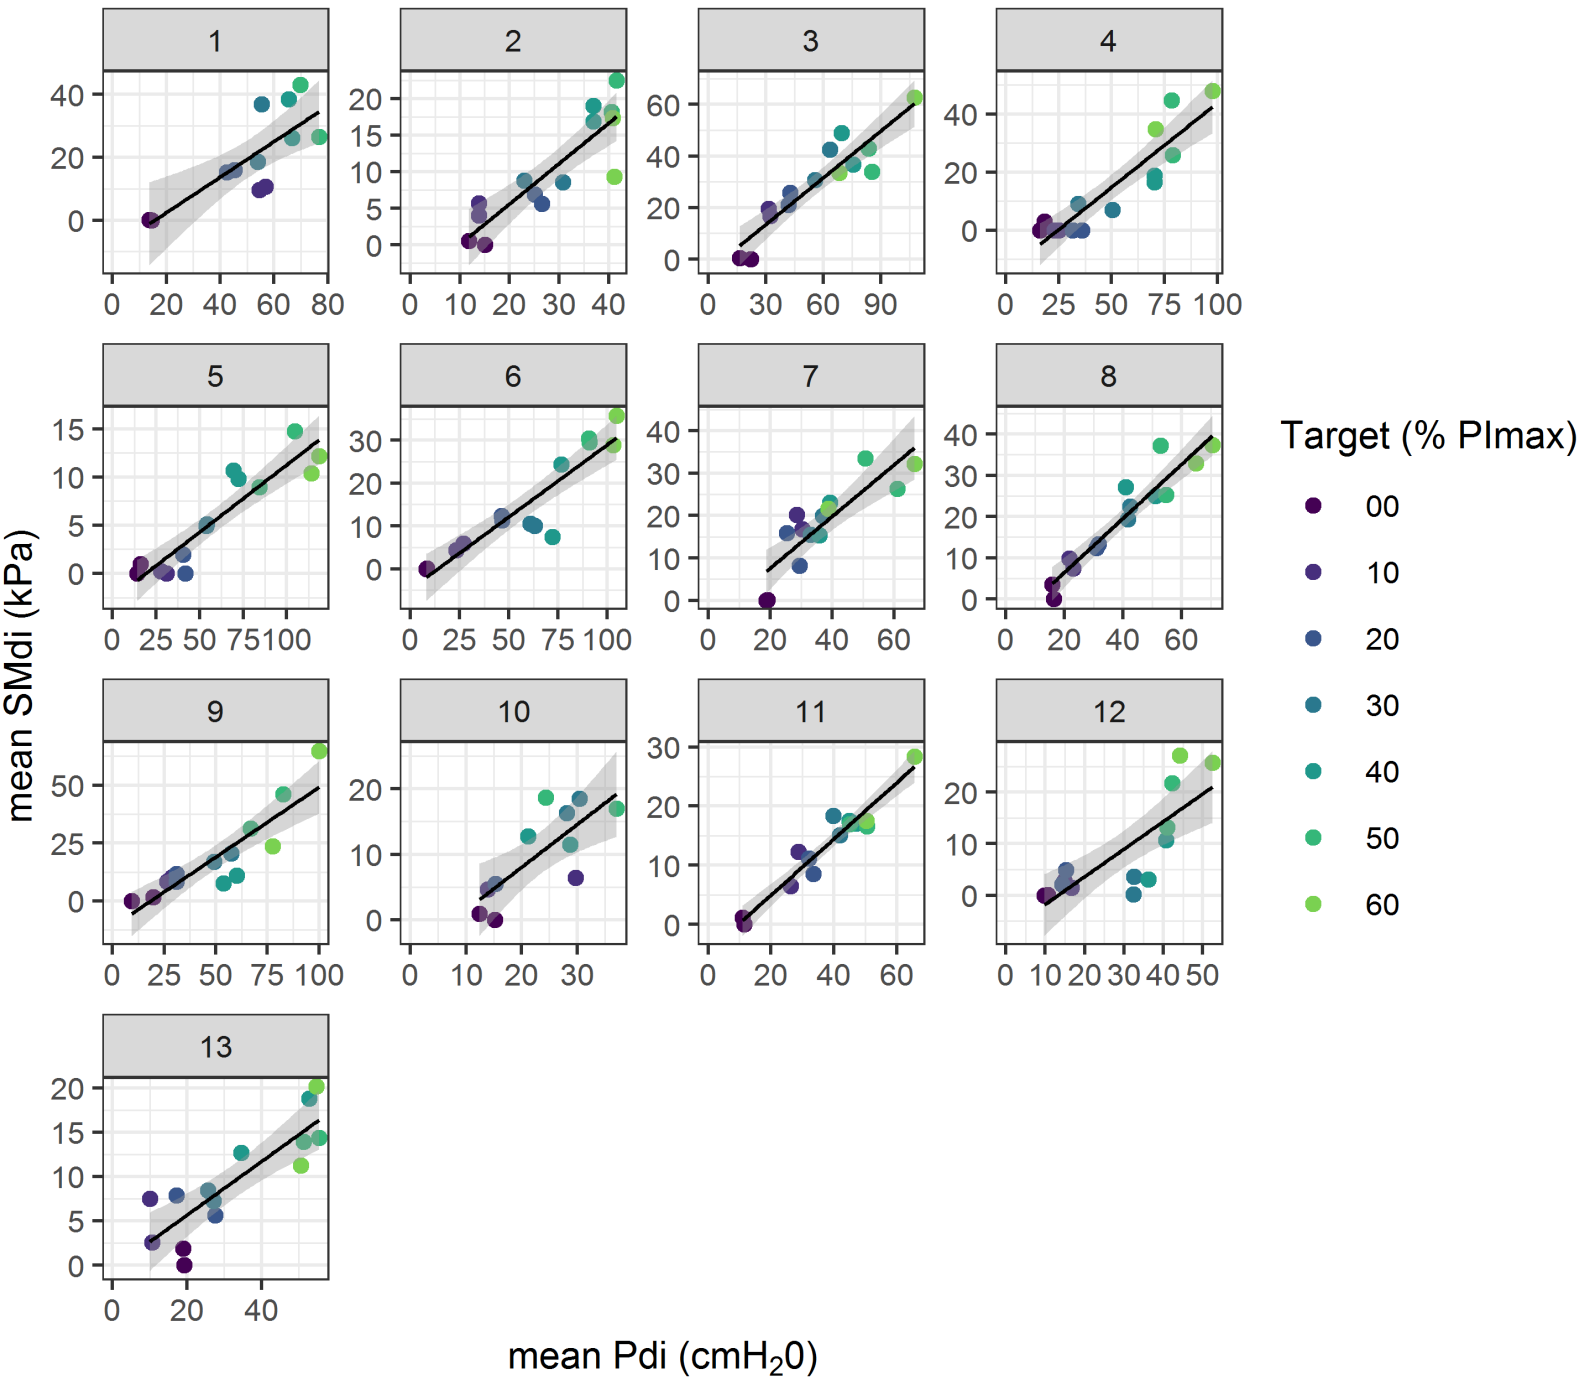 1 2 3 4
40 20 0
20 15 10 5 0
60 40 20 0
40 20 0
0 20 40 60 80
0 10 20 30 40
0 30 60 90
0 25 50 75 100
5 6 7 8
15 10 5 0
30 20 10 0
40 30 20 10 0
40 30 20 10 0
0 25 50 75 100
0 25 50 75 100
0 20 40 60
0 20 40 60
9 10 11 12
50 25 0
20 10 0
30 20 10 0
20 10 0
0 25 50 75 100
0 10 20 30
0 20 40 60
0 10 20 30 40 50
13
20 15 10 5 0
0 20 40
mean SMdi (kPa)
mean Pdi (cmH₂0)
Target (% PImax)
00
10
20
30
40
50
60